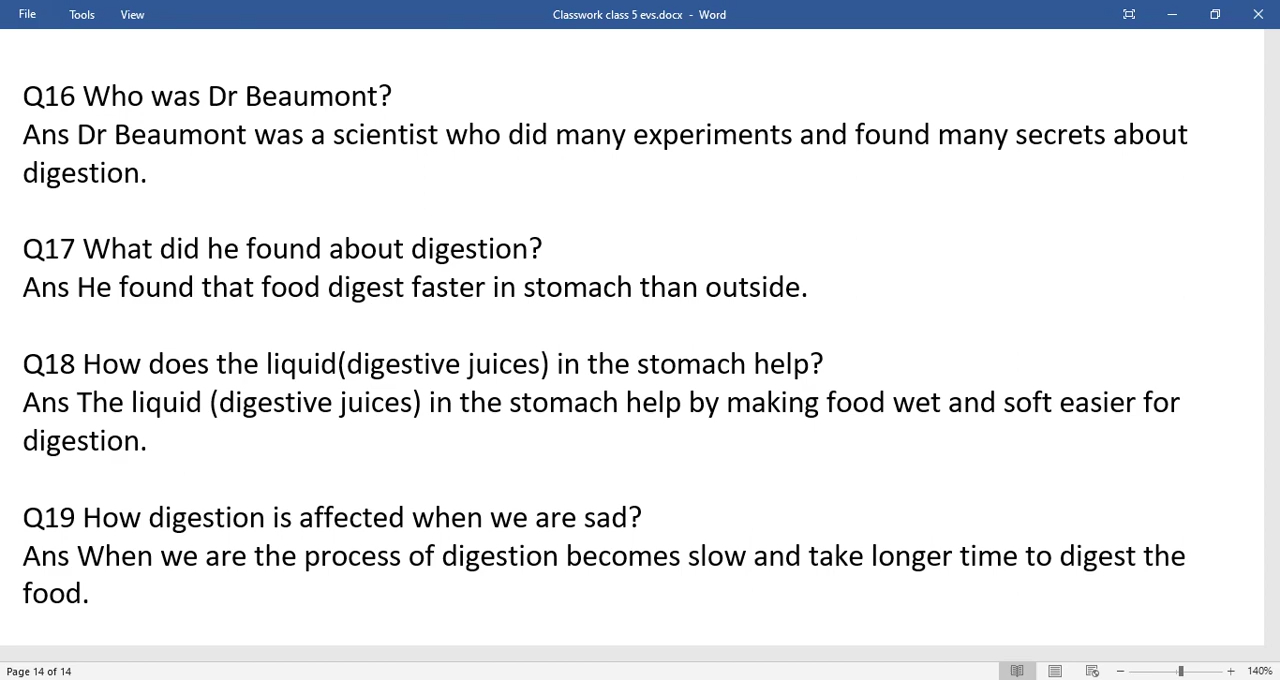 File Tools View Classwork class 5 evs.docx - Word
Q16 Who was Dr Beaumont?
Ans Dr Beaumont was a scientist who did many experiments and found many secrets about
digestion.
Q17 What did he found about digestion?
Ans He found that food digest faster in stomach than outside.
Q18 How does the liquid(digestive juices) in the stomach help?
Ans The liquid (digestive juices) in the stomach help by making food wet and soft easier for
digestion.
Q19 How digestion is affected when we are sad?
Ans When we are the process of digestion becomes slow and take longer time to digest the
food.
Page 14 of 14 140%